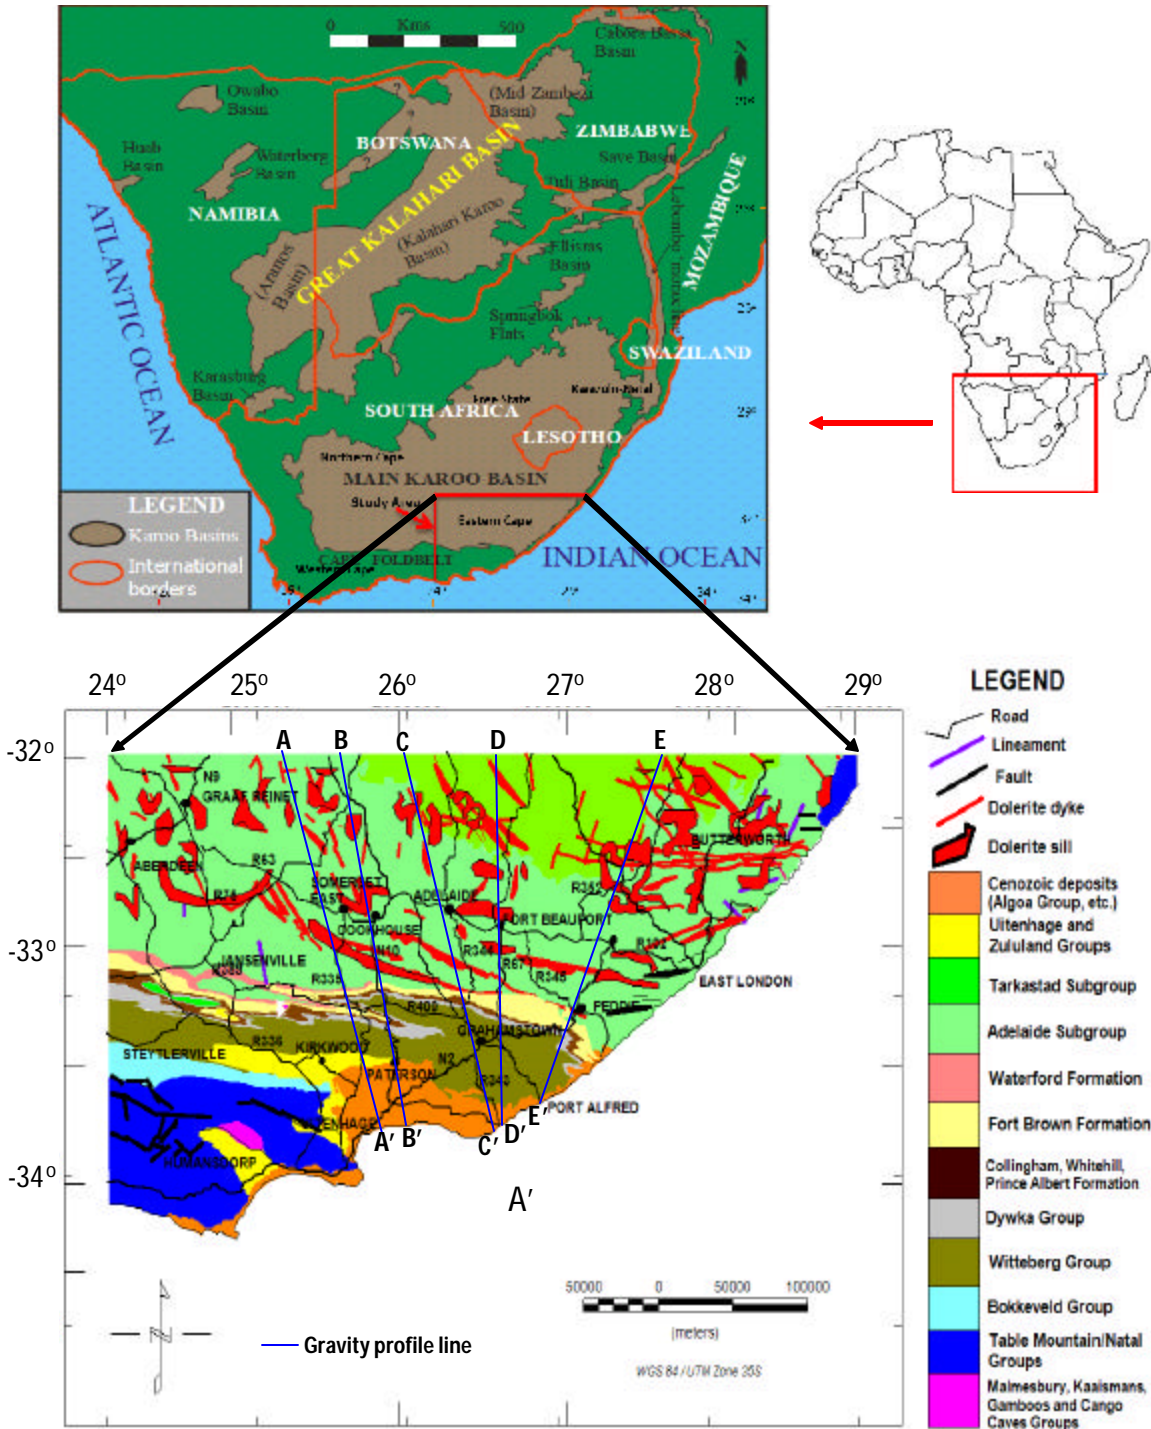 0 Kms 500
Cabora Bassa
Basin
N
Owabo
Basin
(Mid-Zambezi
Basin)
?
?
?
BOTSWANA
ZIMBABWE
Huab
Basin
Waterberg
Basin
Save Basin
Tuli Basin
NAMIBIA
GREAT KALAHARI BASIN
(Kalahari Karoo
Basin)
Ellisras
Basin
Lebombo
MOZAMBIQUE
ATLANTIC OCEAN
(Aranos
Basin)
Springbok
Flats
SWAZILAND
Karasburg
Basin
Free State
SOUTH AFRICA
LESOTHO
29°
Northern Cape
MAIN KAROO BASIN
Study Area
Eastern Cape
INDIAN OCEAN
CAPE FOLDBELT
Western Cape
LEGEND
Karoo Basins
International
borders
24° 25° 26° 27° 28° 29°
-32°
-33°
-34°
A B C D E
N9
GRAAF REINET
ABERDEEN
R63
R75
SOMERSET
EAST
ADELAIDE
COOKHOUSE
FORT BEAUFORT
R352
BUTTERWORTH
N10
R344
R67
R345
R102
JANSENVILLE
R335
EAST LONDON
R400
PEDDIE
GRAHAMSTOWN
R336
KIRKWOOD
STEYTLERVILLE
N2
PATERSON
R343
PORT ALFRED
HUMANSDORP
A' B' C' D' E'
A'
50000 0 50000 100000
(meters)
WGS 84 / UTM Zone 35S
Gravity profile line
LEGEND
Road
Lineament
Fault
Dolerite dyke
Dolerite sill
Cenozoic deposits
(Algoa Group, etc.)
Uitenhage and
Zululand Groups
Tarkastad Subgroup
Adelaide Subgroup
Waterford Formation
Fort Brown Formation
Collingham, Whitehill,
Prince Albert Formation
Dywka Group
Witteberg Group
Bokkeveld Group
Table Mountain/Natal
Groups
Malmesbury, Kaaismans,
Gamboos and Cango
Caves Groups